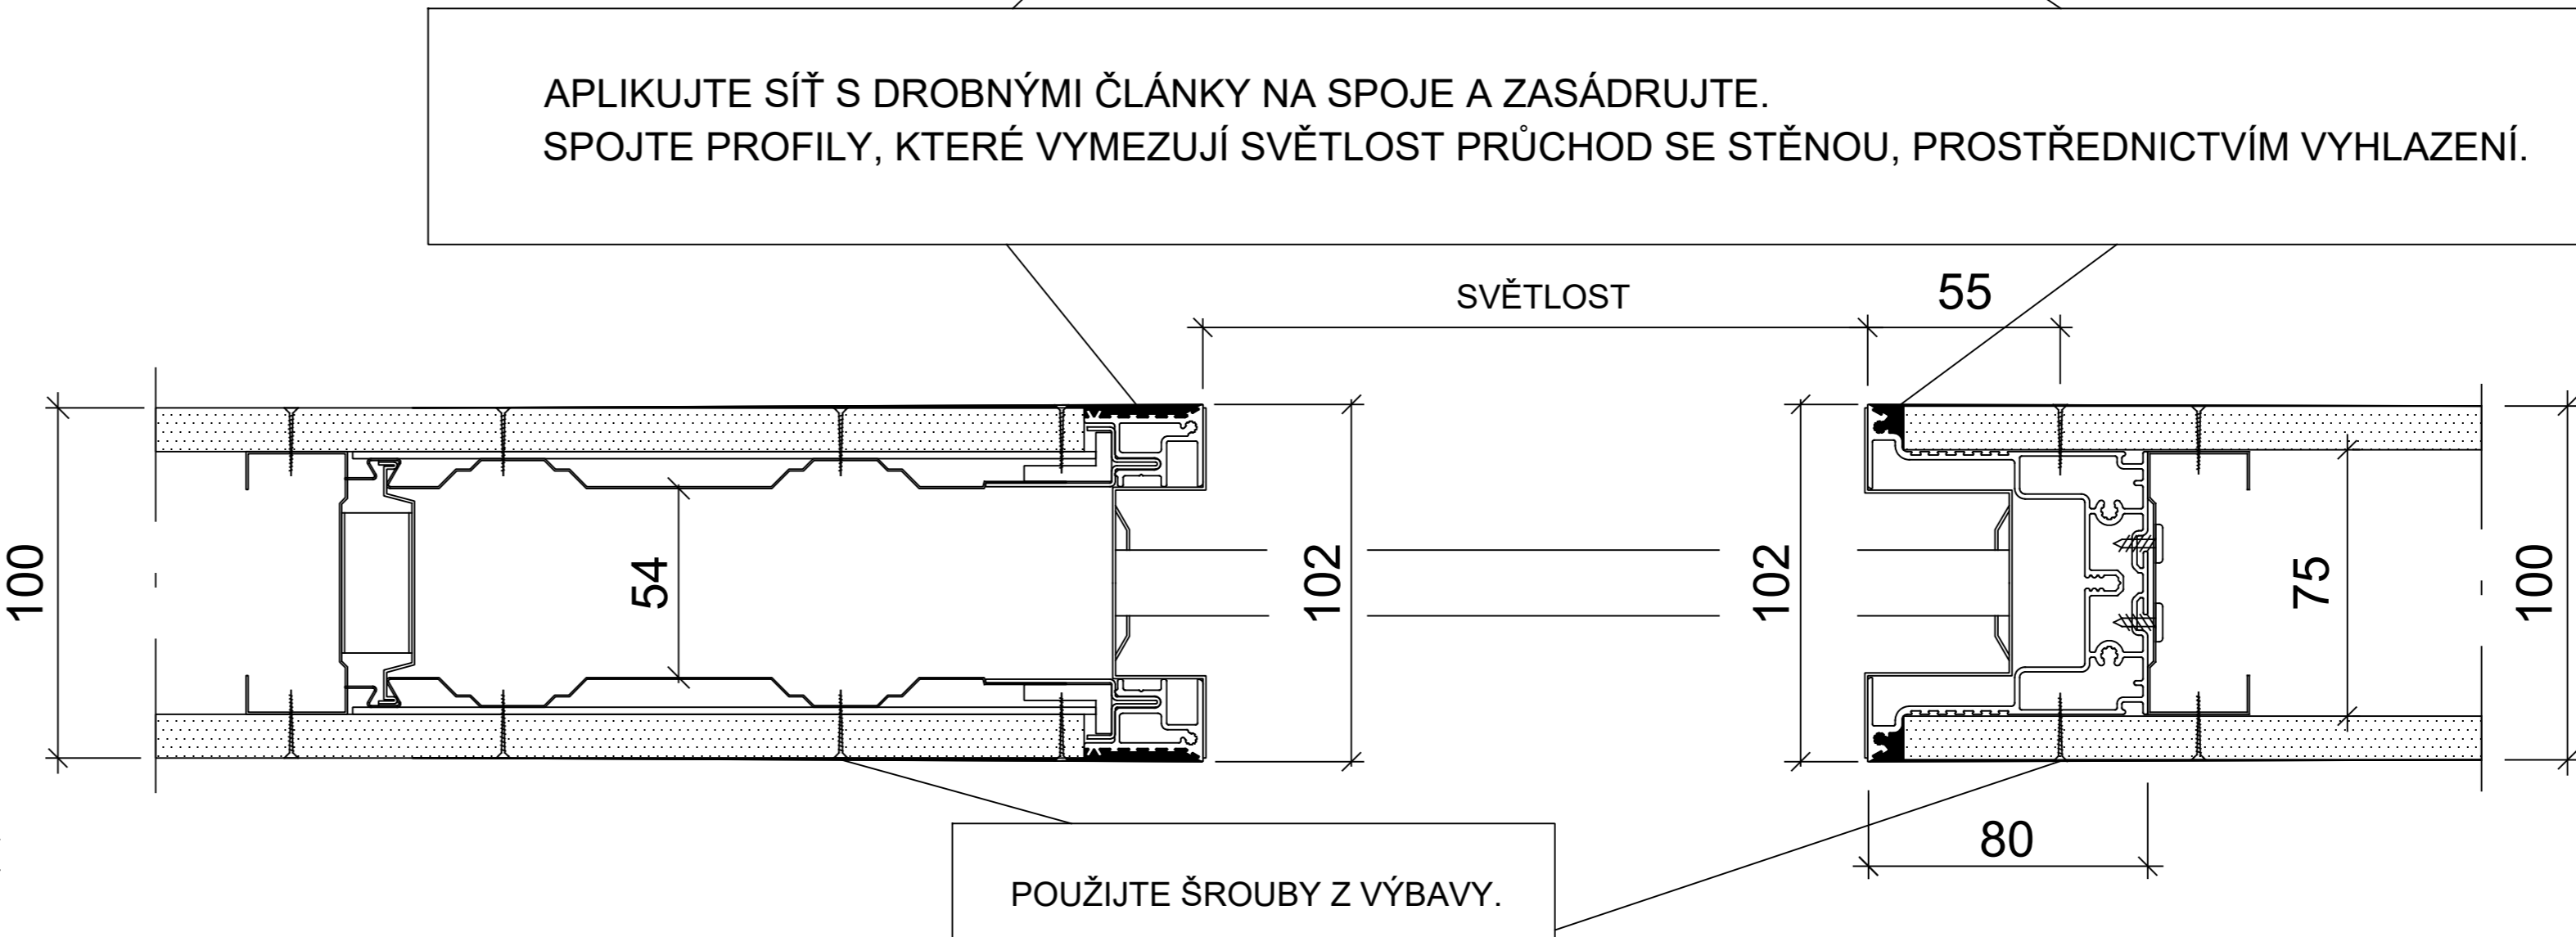 APLIKUJTE SÍŤ S DROBNÝMI ČLÁNKY NA SPOJE A ZASÁDRUJTE.
SPOJTE PROFILY, KTERÉ VYMEZUJÍ SVĚTLOST PRŮCHOD SE STĚNOU, PROSTŘEDNICTVÍM VYHLAZENÍ.
SVĚTLOST
55
100
54
102
102
75
100
80
POUŽIJTE ŠROUBY Z VÝBAVY.